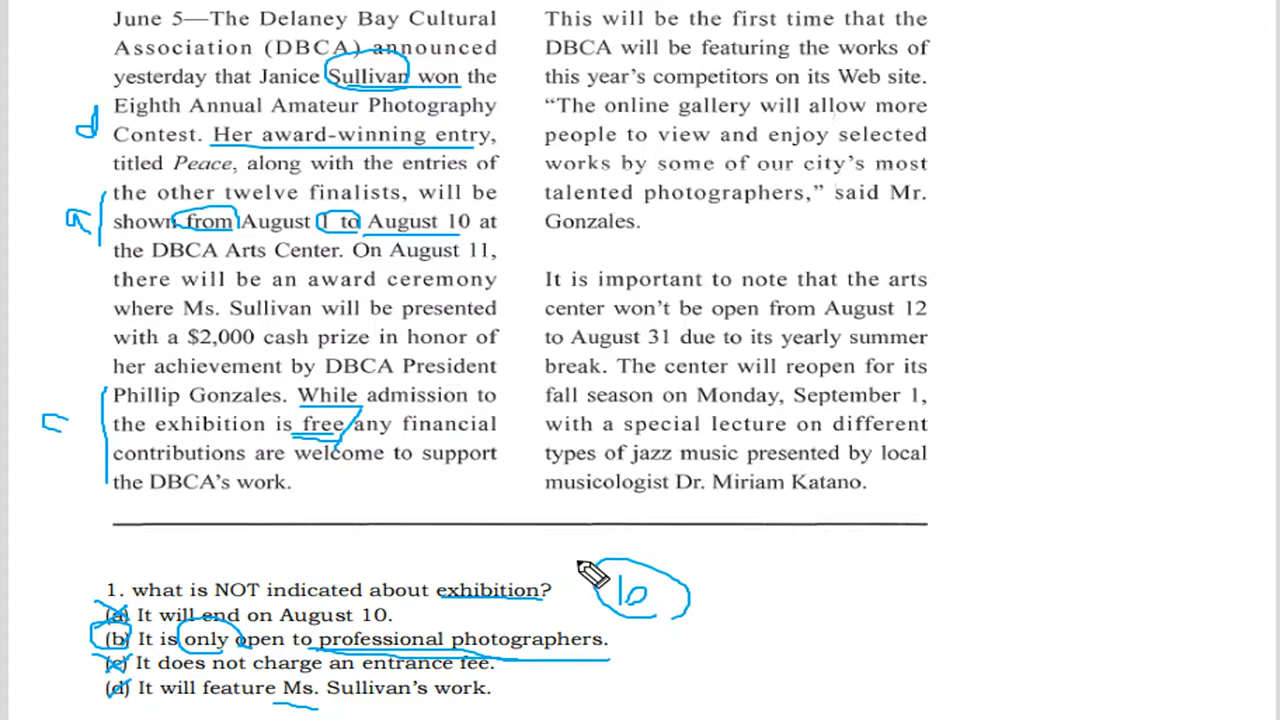 June 5—The Delaney Bay Cultural
Association (DBCA) announced
yesterday that Janice Sullivan won the
Eighth Annual Amateur Photography
d
Contest. Her award-winning entry,
titled Peace, along with the entries of
the other twelve finalists, will be
a
shown from August 1 to August 10 at
the DBCA Arts Center. On August 11,
there will be an award ceremony
where Ms. Sullivan will be presented
with a $2,000 cash prize in honor of
her achievement by DBCA President
Phillip Gonzales. While admission to
c
the exhibition is free any financial
contributions are welcome to support
the DBCA's work.
This will be the first time that the
DBCA will be featuring the works of
this year's competitors on its Web site.
“The online gallery will allow more
people to view and enjoy selected
works by some of our city's most
talented photographers,” said Mr.
Gonzales.
It is important to note that the arts
center won't be open from August 12
to August 31 due to its yearly summer
break. The center will reopen for its
fall season on Monday, September 1,
with a special lecture on different
types of jazz music presented by local
musicologist Dr. Miriam Katano.
1. what is NOT indicated about exhibition?
b
(a) It will end on August 10.
(b) It is only open to professional photographers.
(c) It does not charge an entrance fee.
(d) It will feature Ms. Sullivan's work.